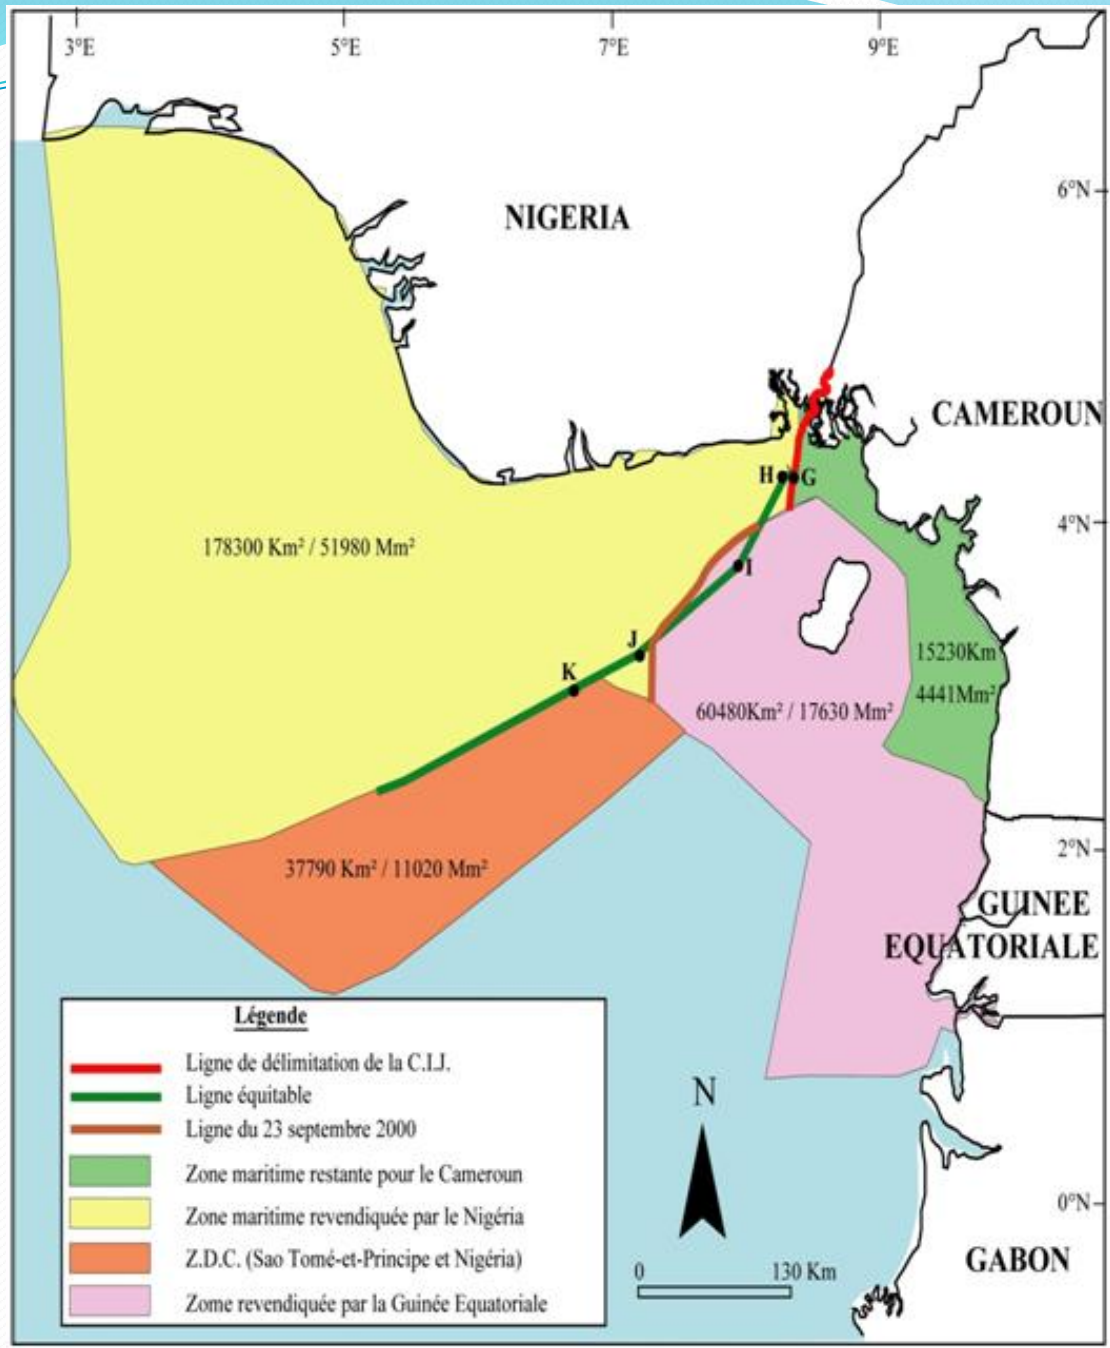 3°E 5°E 7°E 9°E
6°N
NIGERIA
CAMEROUN
H G
4°N
178300 Km² / 51980 Mm²
I
J
15230Km
K
4441Mm²
60480Km² / 17630 Mm²
2°N
37790 Km² / 11020 Mm²
GUINEE
EQUATORIALE
Légende
Ligne de délimitation de la C.I.J.
Ligne équitable
Ligne du 23 septembre 2000
Zone maritime restante pour le Cameroun
Zone maritime revendiquée par le Nigéria
Z.D.C. (Sao Tomé-et-Principe et Nigéria)
Zome revendiquée par la Guinée Equatoriale
N
0°N
GABON
0 130 Km